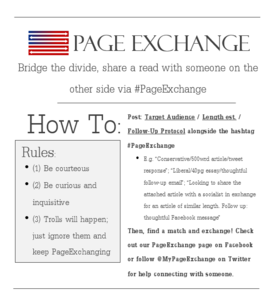 PAGE EXCHANGE
Bridge the divide, share a read with someone on the
other side via #PageExchange
How To:
Rules:
• (1) Be courteous
• (2) Be curious and
inquisitive
• (3) Trolls will happen;
just ignore them and
keep PageExchanging
Post: Target Audience / Length est. /
Follow-Up Protocol alongside the hashtag
#PageExchange
• E.g. "Conservative/600wd article/tweet
response"; "Liberal/40pg essay/thoughtful
follow-up email"; "Looking to share the
attached article with a socialist in exchange
for an article of similar length. Follow up:
thoughtful Facebook message"
Then, find a match and exchange! Check
out our PageExchange page on Facebook
or follow @MyPageExchange on Twitter
for help connecting with someone.